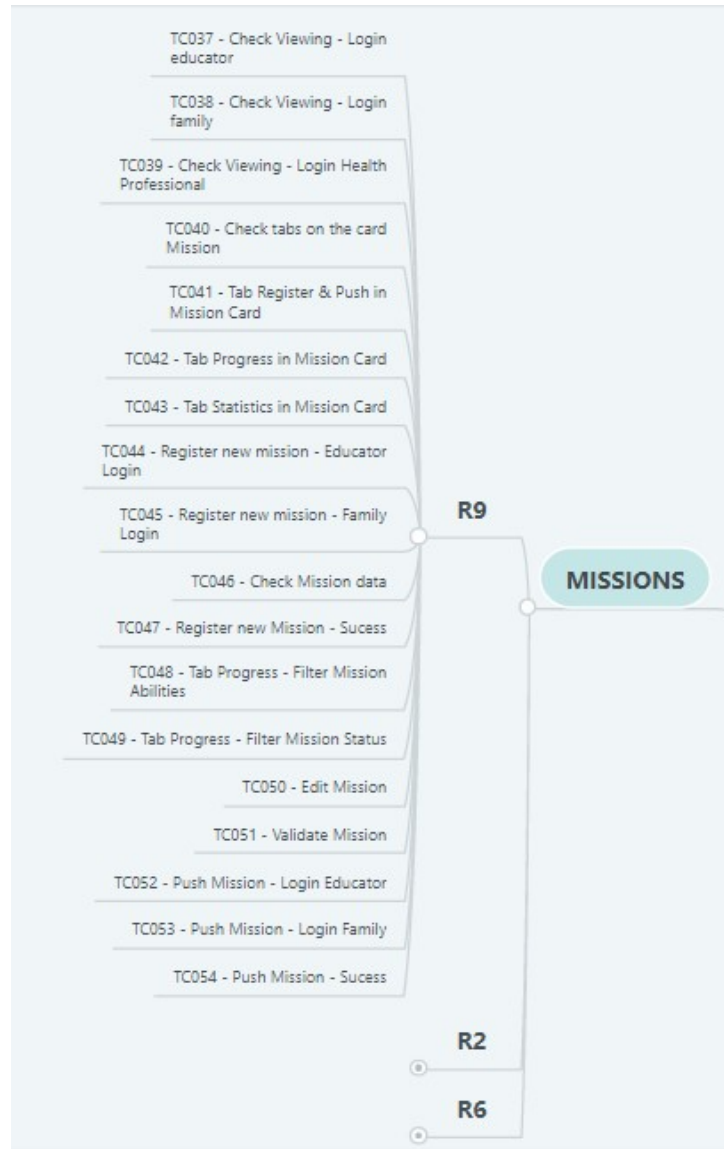 TC037 - Check Viewing - Login
educator
TC038 - Check Viewing - Login
family
TC039 - Check Viewing - Login Health
Professional
TC040 - Check tabs on the card
Mission
TC041 - Tab Register & Push in
Mission Card
TC042 - Tab Progress in Mission Card
TC043 - Tab Statistics in Mission Card
TC044 - Register new mission - Educator
Login
TC045 - Register new mission - Family
Login
TC046 - Check Mission data
TC047 - Register new Mission - Sucess
TC048 - Tab Progress - Filter Mission
Abilities
TC049 - Tab Progress - Filter Mission Status
TC050 - Edit Mission
TC051 - Validate Mission
TC052 - Push Mission - Login Educator
TC053 - Push Mission - Login Family
TC054 - Push Mission - Sucess
R9
MISSIONS
R2
R6